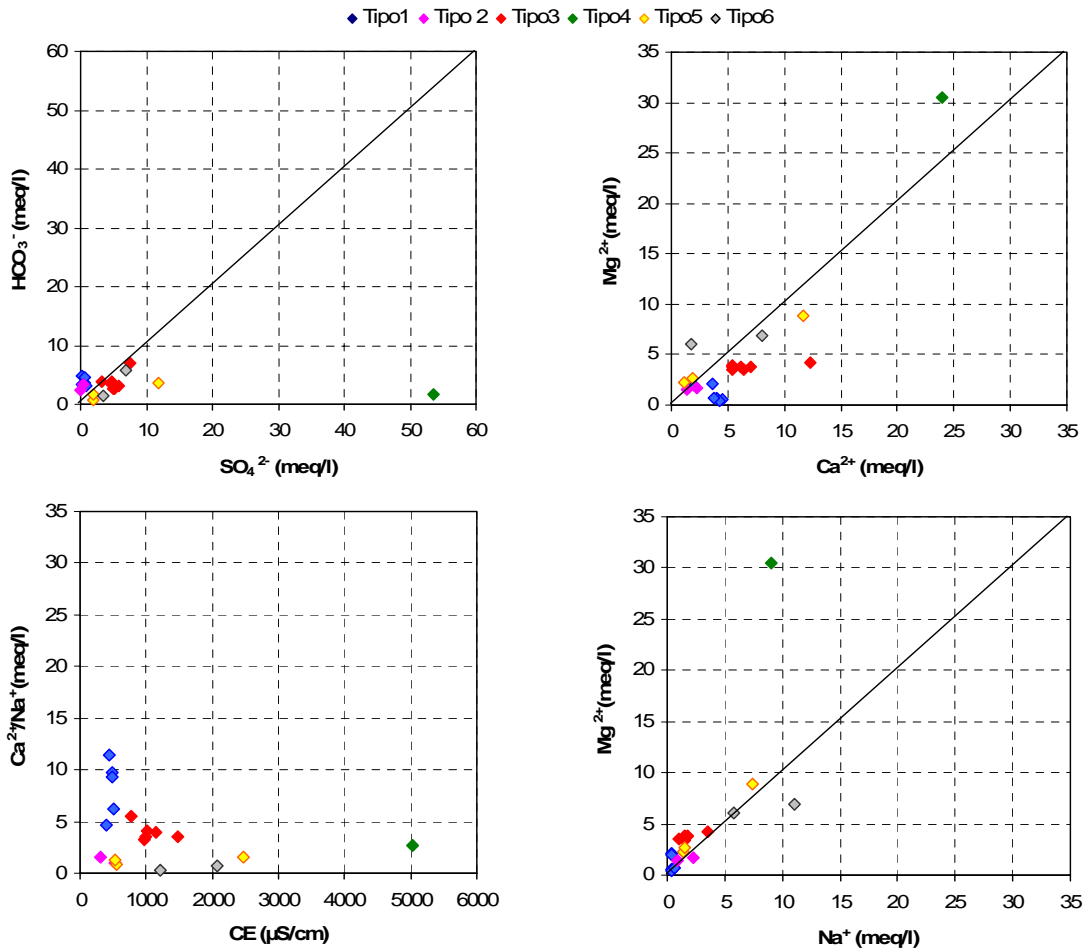 Tipo1 Tipo 2 Tipo3 Tipo4 Tipo5 Tipo6
60
50
40
30
20
10
0
HCO₃⁻ (meq/l)
0 10 20 30 40 50 60
SO₄²⁻ (meq/l)
35
30
25
20
15
10
5
0
Mg²⁺(meq/l)
0 5 10 15 20 25 30 35
Ca²⁺ (meq/l)
35
30
25
20
15
10
5
0
Ca²⁺/Na⁺(meq/l)
0 1000 2000 3000 4000 5000 6000
CE (µS/cm)
35
30
25
20
15
10
5
0
Mg²⁺(meq/l)
0 5 10 15 20 25 30 35
Na⁺ (meq/l)